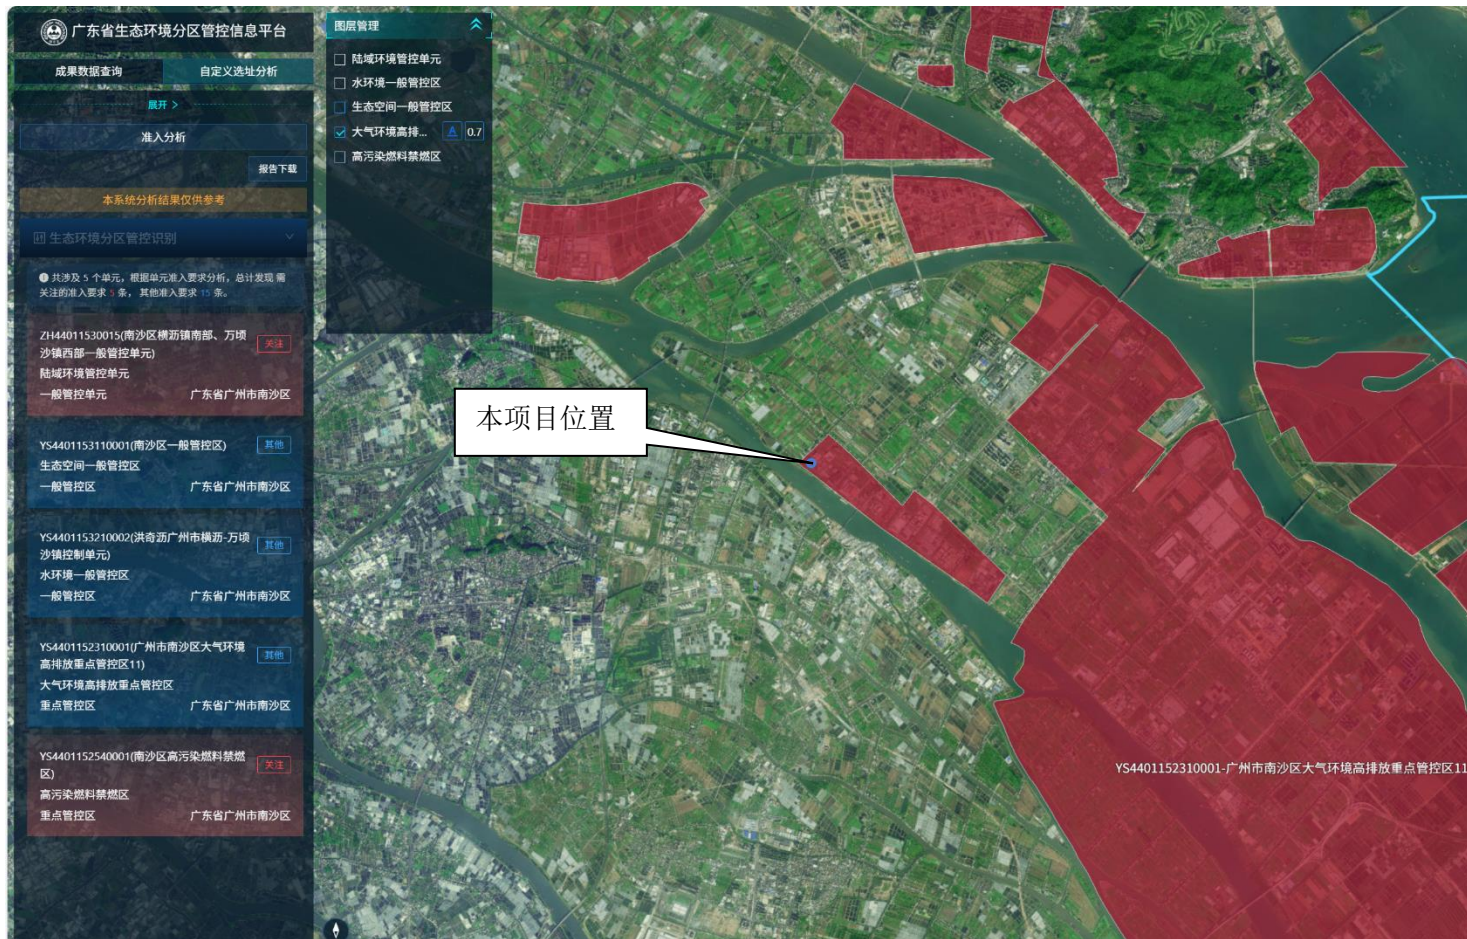 广东省生态环境分区管控信息平台
成果数据查询
自定义选址分析
展开 >
准入分析
报告下载
本系统分析结果仅供参考
生态环境分区管控识别
共涉及 5 个单元，根据单元准入要求分析，总计发现 需
关注的准入要求 5 条， 其他准入要求 15 条。
ZH44011530015(南沙区横沥镇南部、万顷
沙镇西部一般管控单元)
关注
陆域环境管控单元
一般管控单元
广东省广州市南沙区
YS4401153110001(南沙区一般管控区)
其他
生态空间一般管控区
一般管控区
广东省广州市南沙区
YS4401153210002(洪奇沥广州市横沥-万顷
沙镇控制单元)
其他
水环境一般管控区
一般管控区
广东省广州市南沙区
YS4401152310001(广州市南沙区大气环境
高排放重点管控区11)
其他
大气环境高排放重点管控区
重点管控区
广东省广州市南沙区
YS4401152540001(南沙区高污染燃料禁燃
区)
关注
高污染燃料禁燃区
重点管控区
广东省广州市南沙区
图层管理
陆域环境管控单元
水环境一般管控区
生态空间一般管控区
大气环境高排...
0.7
高污染燃料禁燃区
本项目位置
YS4401152310001-广州市南沙区大气环境高排放重点管控区11